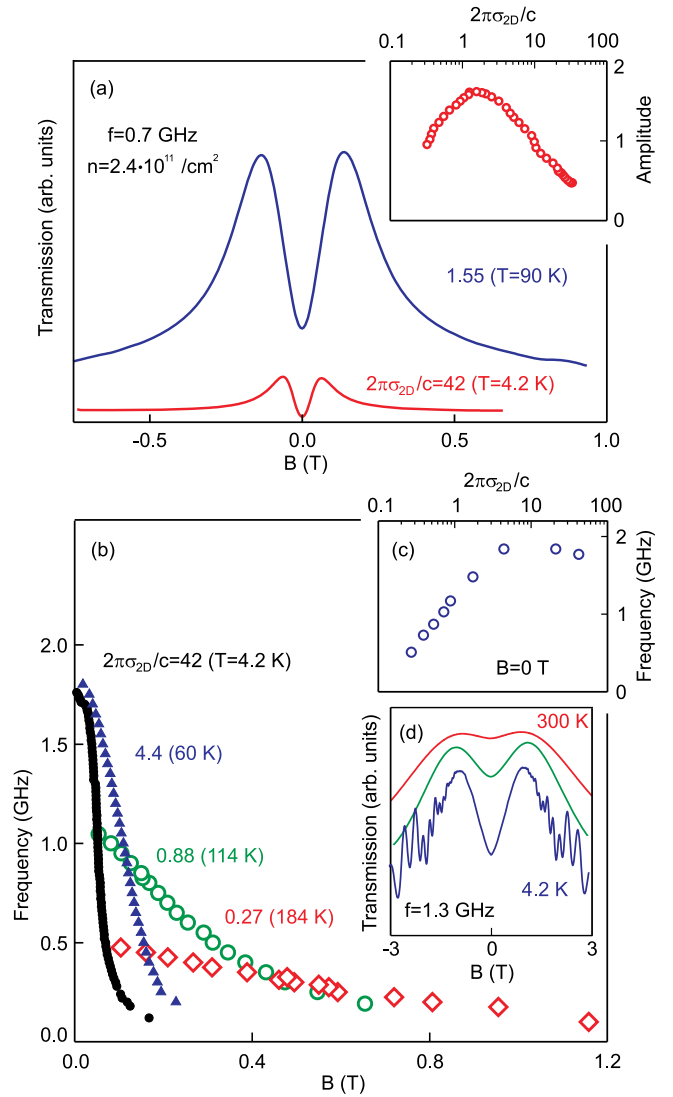 2πσ2D/c
0.1 1 10 100
(a)
f=0.7 GHz
n=2.4•10^11 /cm^2
2
1
0
Amplitude
Transmission (arb. units)
1.55 (T=90 K)
2πσ2D/c=42 (T=4.2 K)
-0.5 0.0 0.5 1.0
B (T)
2πσ2D/c
0.1 1 10 100
(b)
(c)
2
1
0
Frequency (GHz)
B=0 T
2.0
1.5
1.0
0.5
0.0
Frequency (GHz)
2πσ2D/c=42 (T=4.2 K)
4.4 (60 K)
0.88 (114 K)
0.27 (184 K)
(d)
300 K
4.2 K
f=1.3 GHz
Transmission (arb. units)
-3 0 3
B (T)
0.0 0.4 0.8 1.2
B (T)